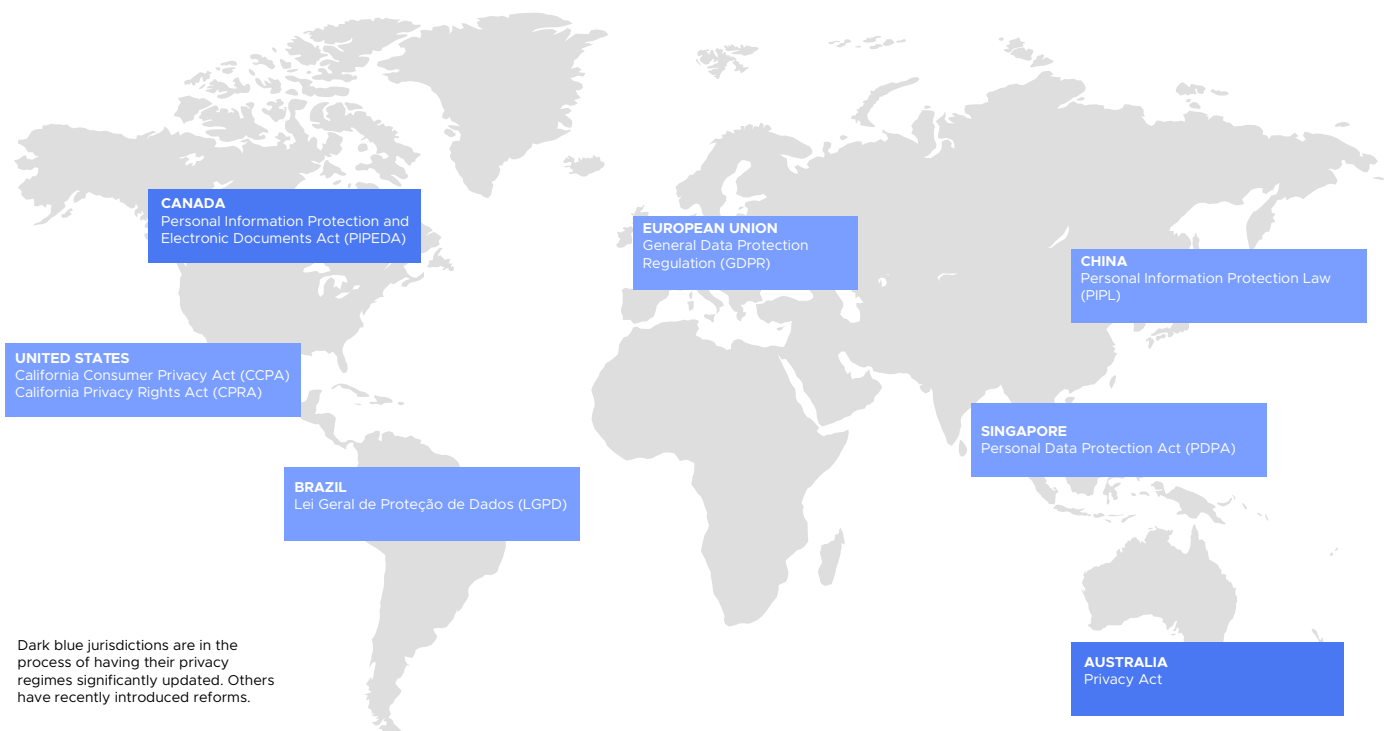 CANADA
Personal Information Protection and
Electronic Documents Act (PIPEDA)
EUROPEAN UNION
General Data Protection
Regulation (GDPR)
CHINA
Personal Information Protection Law
(PIPL)
UNITED STATES
California Consumer Privacy Act (CCPA)
California Privacy Rights Act (CPRA)
SINGAPORE
Personal Data Protection Act (PDPA)
BRAZIL
Lei Geral de Proteção de Dados (LGPD)
Dark blue jurisdictions are in the
process of having their privacy
regimes significantly updated. Others
have recently introduced reforms.
AUSTRALIA
Privacy Act